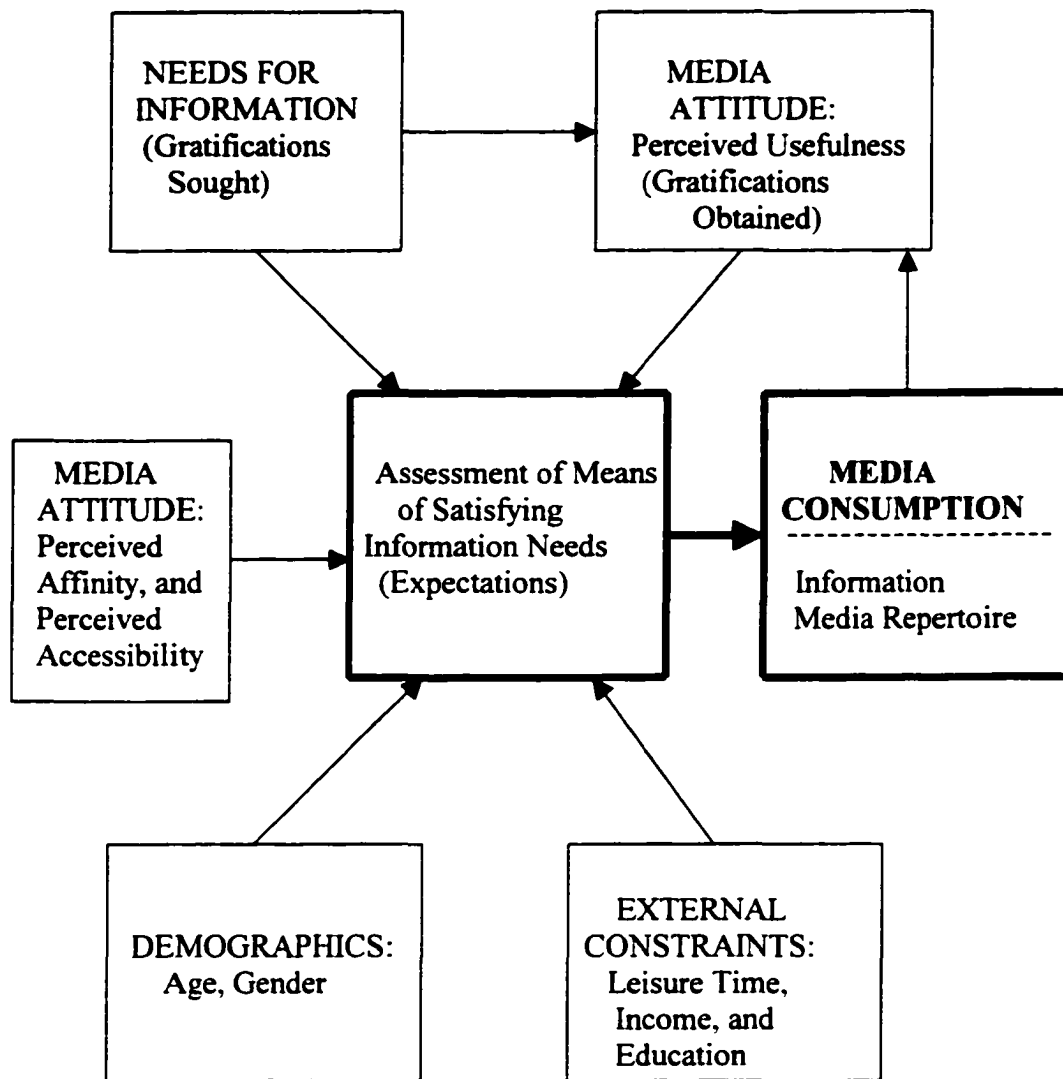 NEEDS FOR
INFORMATION
(Gratifications
Sought)
MEDIA
ATTITUDE:
Perceived Usefulness
(Gratifications
Obtained)
MEDIA
ATTITUDE:
Perceived
Affinity, and
Perceived
Accessibility
Assessment of Means
of Satisfying
Information Needs
(Expectations)
MEDIA
CONSUMPTION
Information
Media Repertoire
DEMOGRAPHICS:
Age, Gender
EXTERNAL
CONSTRAINTS:
Leisure Time,
Income, and
Education